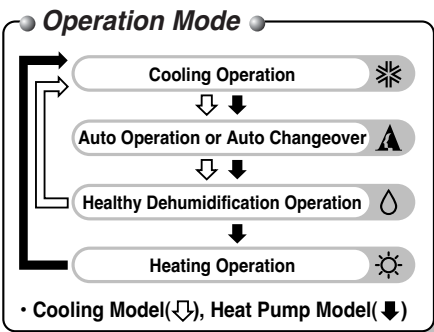 Operation Mode
Cooling Operation
Auto Operation or Auto Changeover
Healthy Dehumidification Operation
Heating Operation
• Cooling Model(⇩), Heat Pump Model(⬇)